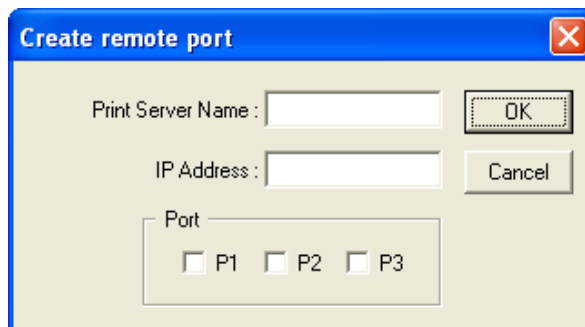 Create remote port
Print Server Name :
OK
IP Address :
Cancel
Port
P1 P2 P3